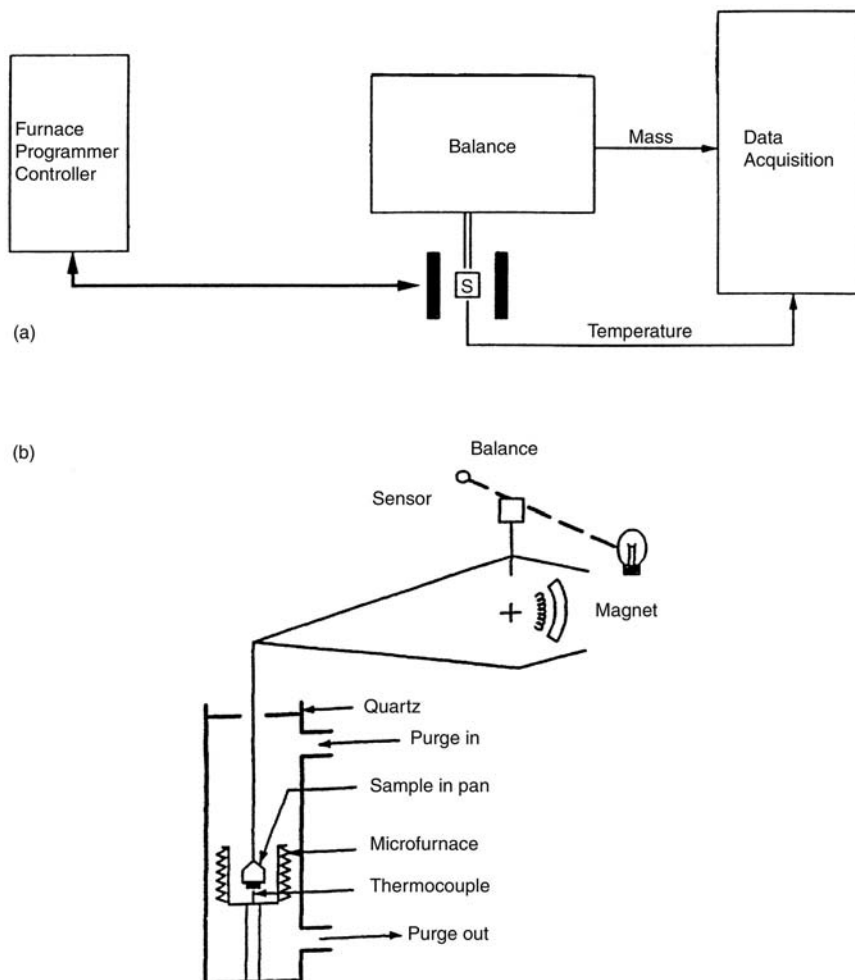 Furnace
Programmer
Controller
Balance
Mass
Data
Acquisition
S
Temperature
(a)
(b)
Balance
Sensor
Magnet
Quartz
Purge in
Sample in pan
Microfurnace
Thermocouple
Purge out